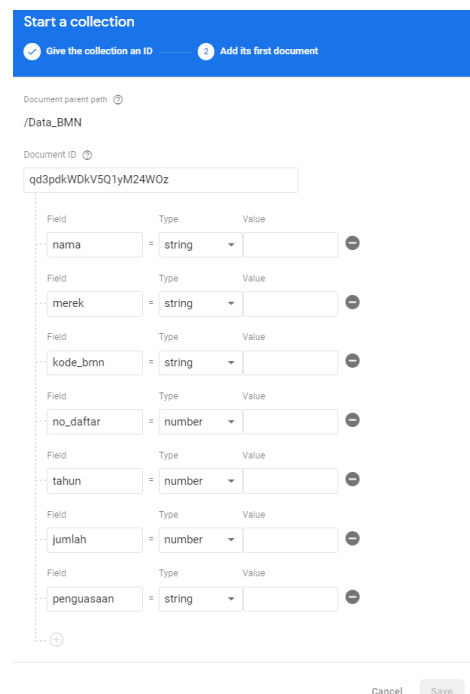 Start a collection
Give the collection an ID 2 Add its first document
Document parent path
/Data_BMN
Document ID
qd3pdkWDkV5Q1yM24WOz
Field Type Value
nama = string
Field Type Value
merek = string
Field Type Value
kode_bmn = string
Field Type Value
no_daftar = number
Field Type Value
tahun = number
Field Type Value
jumlah = number
Field Type Value
penguasaan = string
Cancel Save